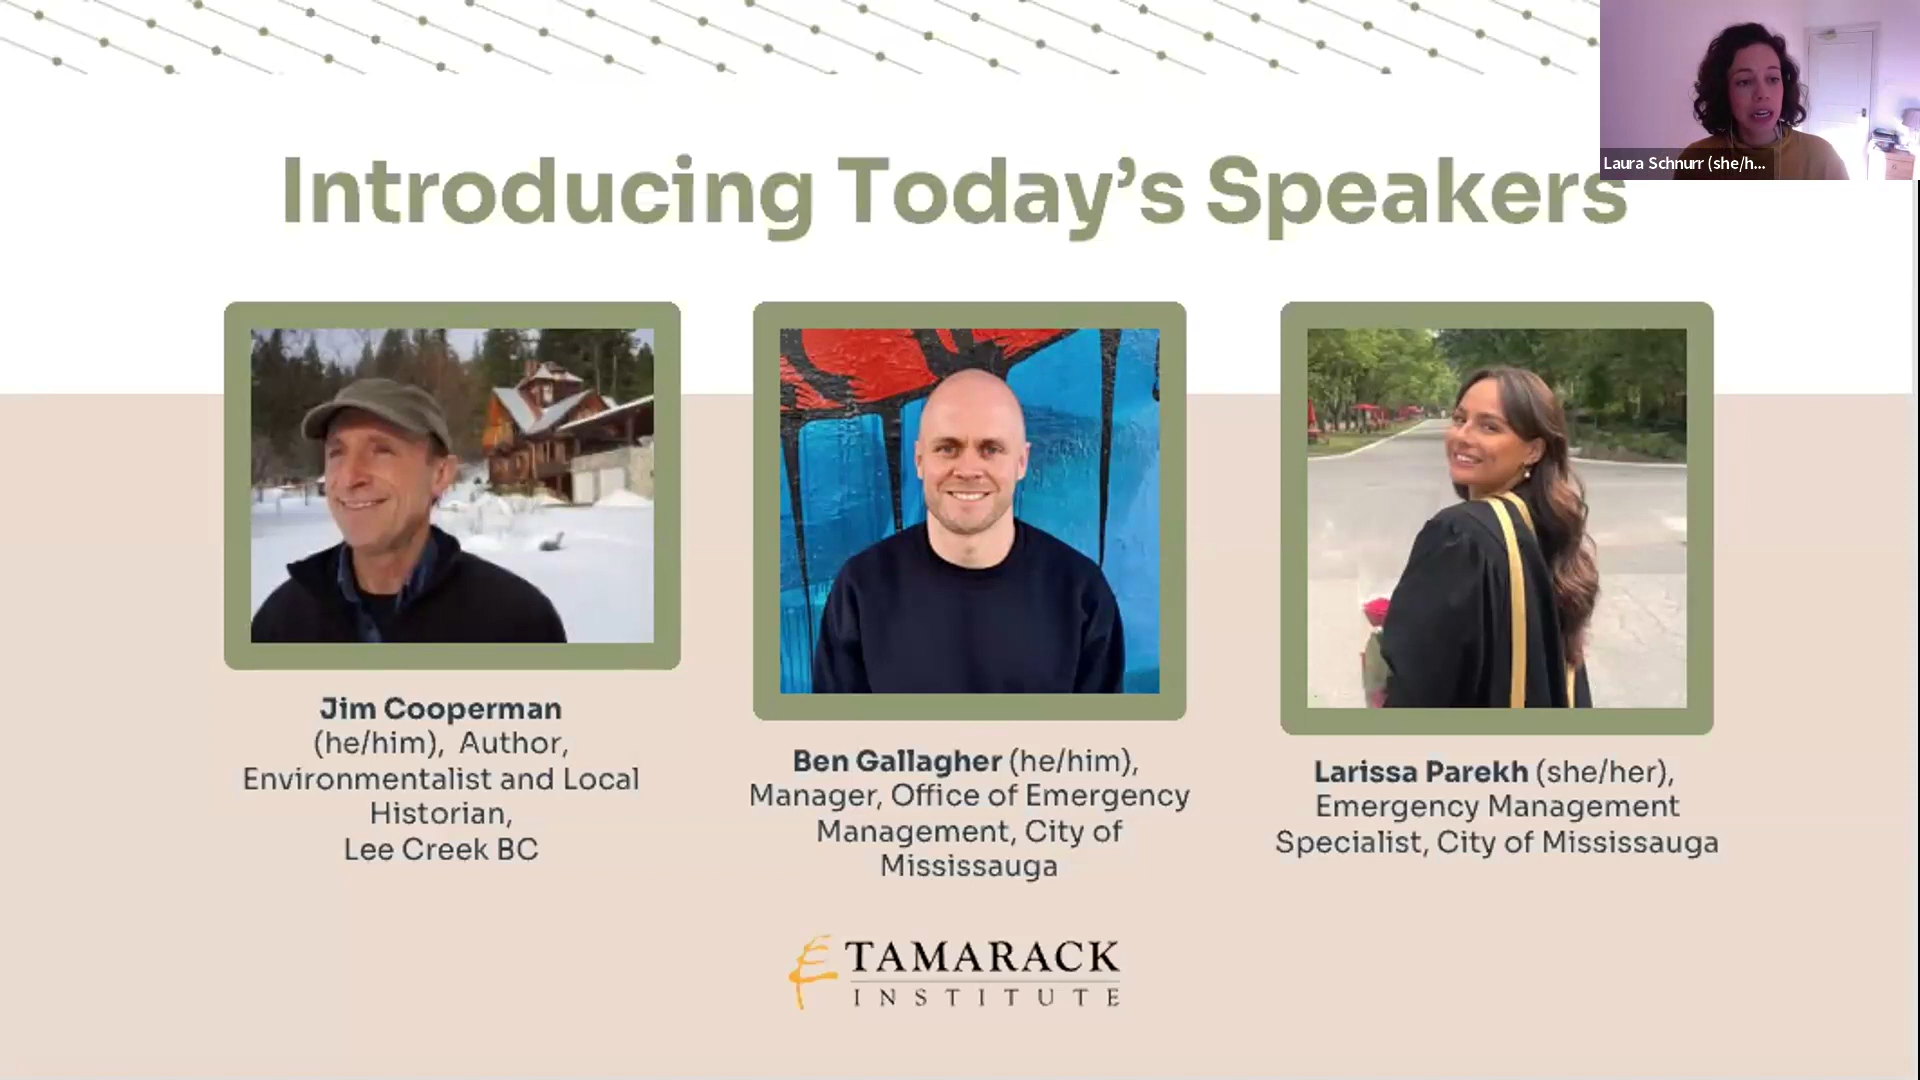 Laura Schnurr (she/h...
Introducing Today’s Speakers
Jim Cooperman
(he/him), Author,
Environmentalist and Local
Historian,
Lee Creek BC
Ben Gallagher (he/him),
Manager, Office of Emergency
Management, City of
Mississauga
Larissa Parekh (she/her),
Emergency Management
Specialist, City of Mississauga
TAMARACK
INSTITUTE